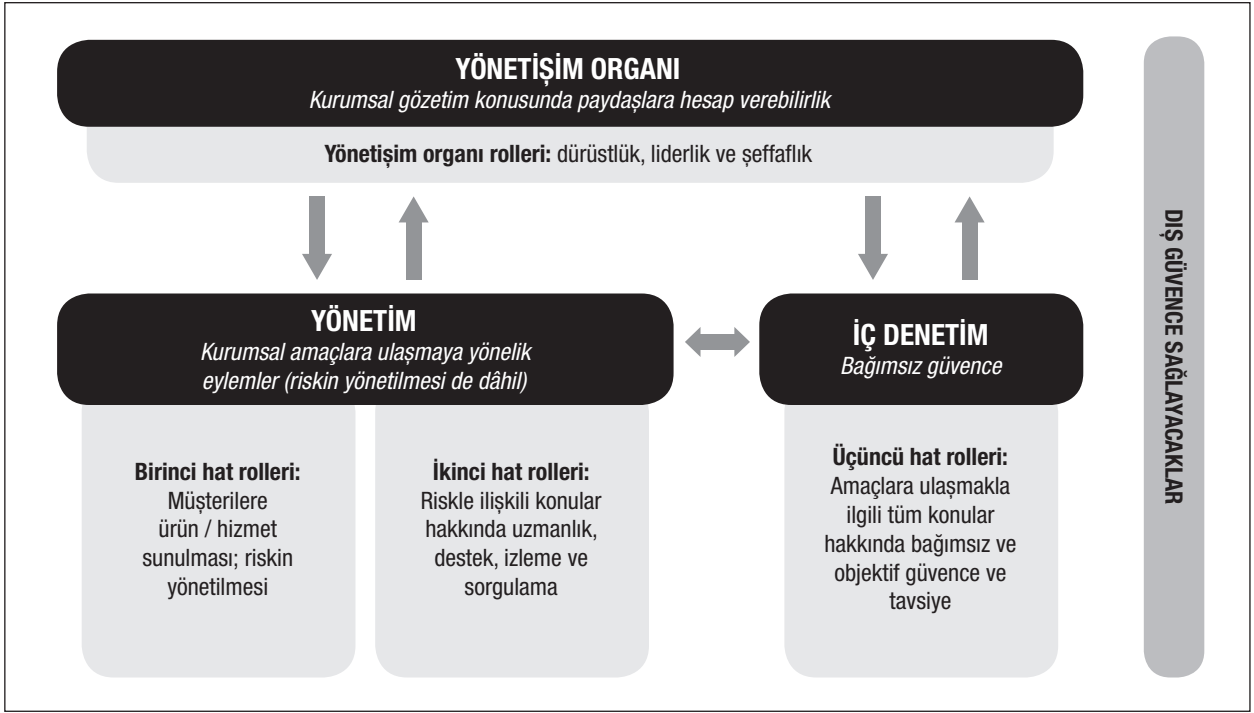 YÖNETİŞİM ORGANI
Kurumsal gözetim konusunda paydaşlara hesap verebilirlik
Yönetişim organı rolleri: dürüstlük, liderlik ve şeffaflık
YÖNETİM
Kurumsal amaçlara ulaşmaya yönelik
eylemler (riskin yönetilmesi de dâhil)
Birinci hat rolleri:
Müşterilere
ürün / hizmet
sunulması; riskin
yönetilmesi
İkinci hat rolleri:
Riskle ilişkili konular
hakkında uzmanlık,
destek, izleme ve
sorgulama
İÇ DENETİM
Bağımsız güvence
Üçüncü hat rolleri:
Amaçlara ulaşmakla
ilgili tüm konular
hakkında bağımsız ve
objektif güvence ve
tavsiye
DIŞ GÜVENCE SAĞLAYACAKLAR